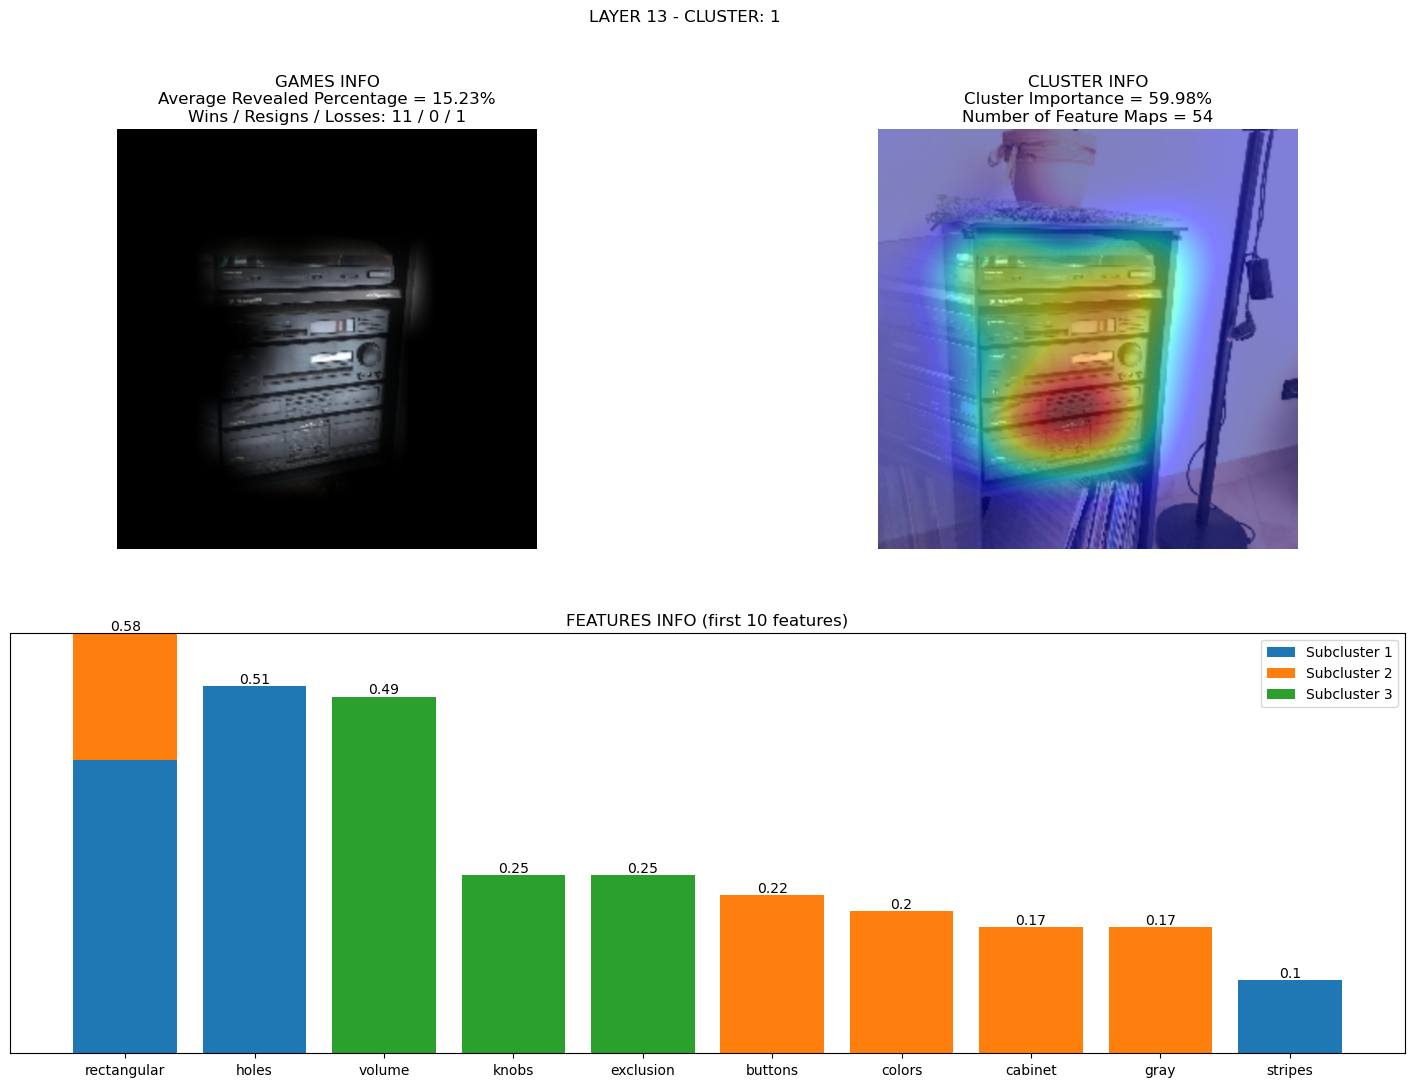 LAYER 13 - CLUSTER: 1
GAMES INFO
Average Revealed Percentage = 15.23%
Wins / Resigns / Losses: 11 / 0 / 1
CLUSTER INFO
Cluster Importance = 59.98%
Number of Feature Maps = 54
FEATURES INFO (first 10 features)
0.58
0.51
0.49
0.25
0.25
0.22
0.2
0.17
0.17
0.1
Subcluster 1
Subcluster 2
Subcluster 3
rectangular
holes
volume
knobs
exclusion
buttons
colors
cabinet
gray
stripes